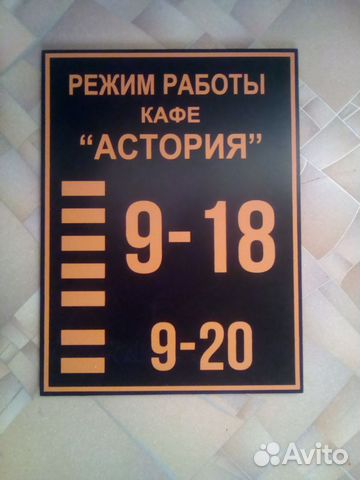 РЕЖИМ РАБОТЫ
КАФЕ
“АСТОРИЯ”
9-18
9-20
Avito